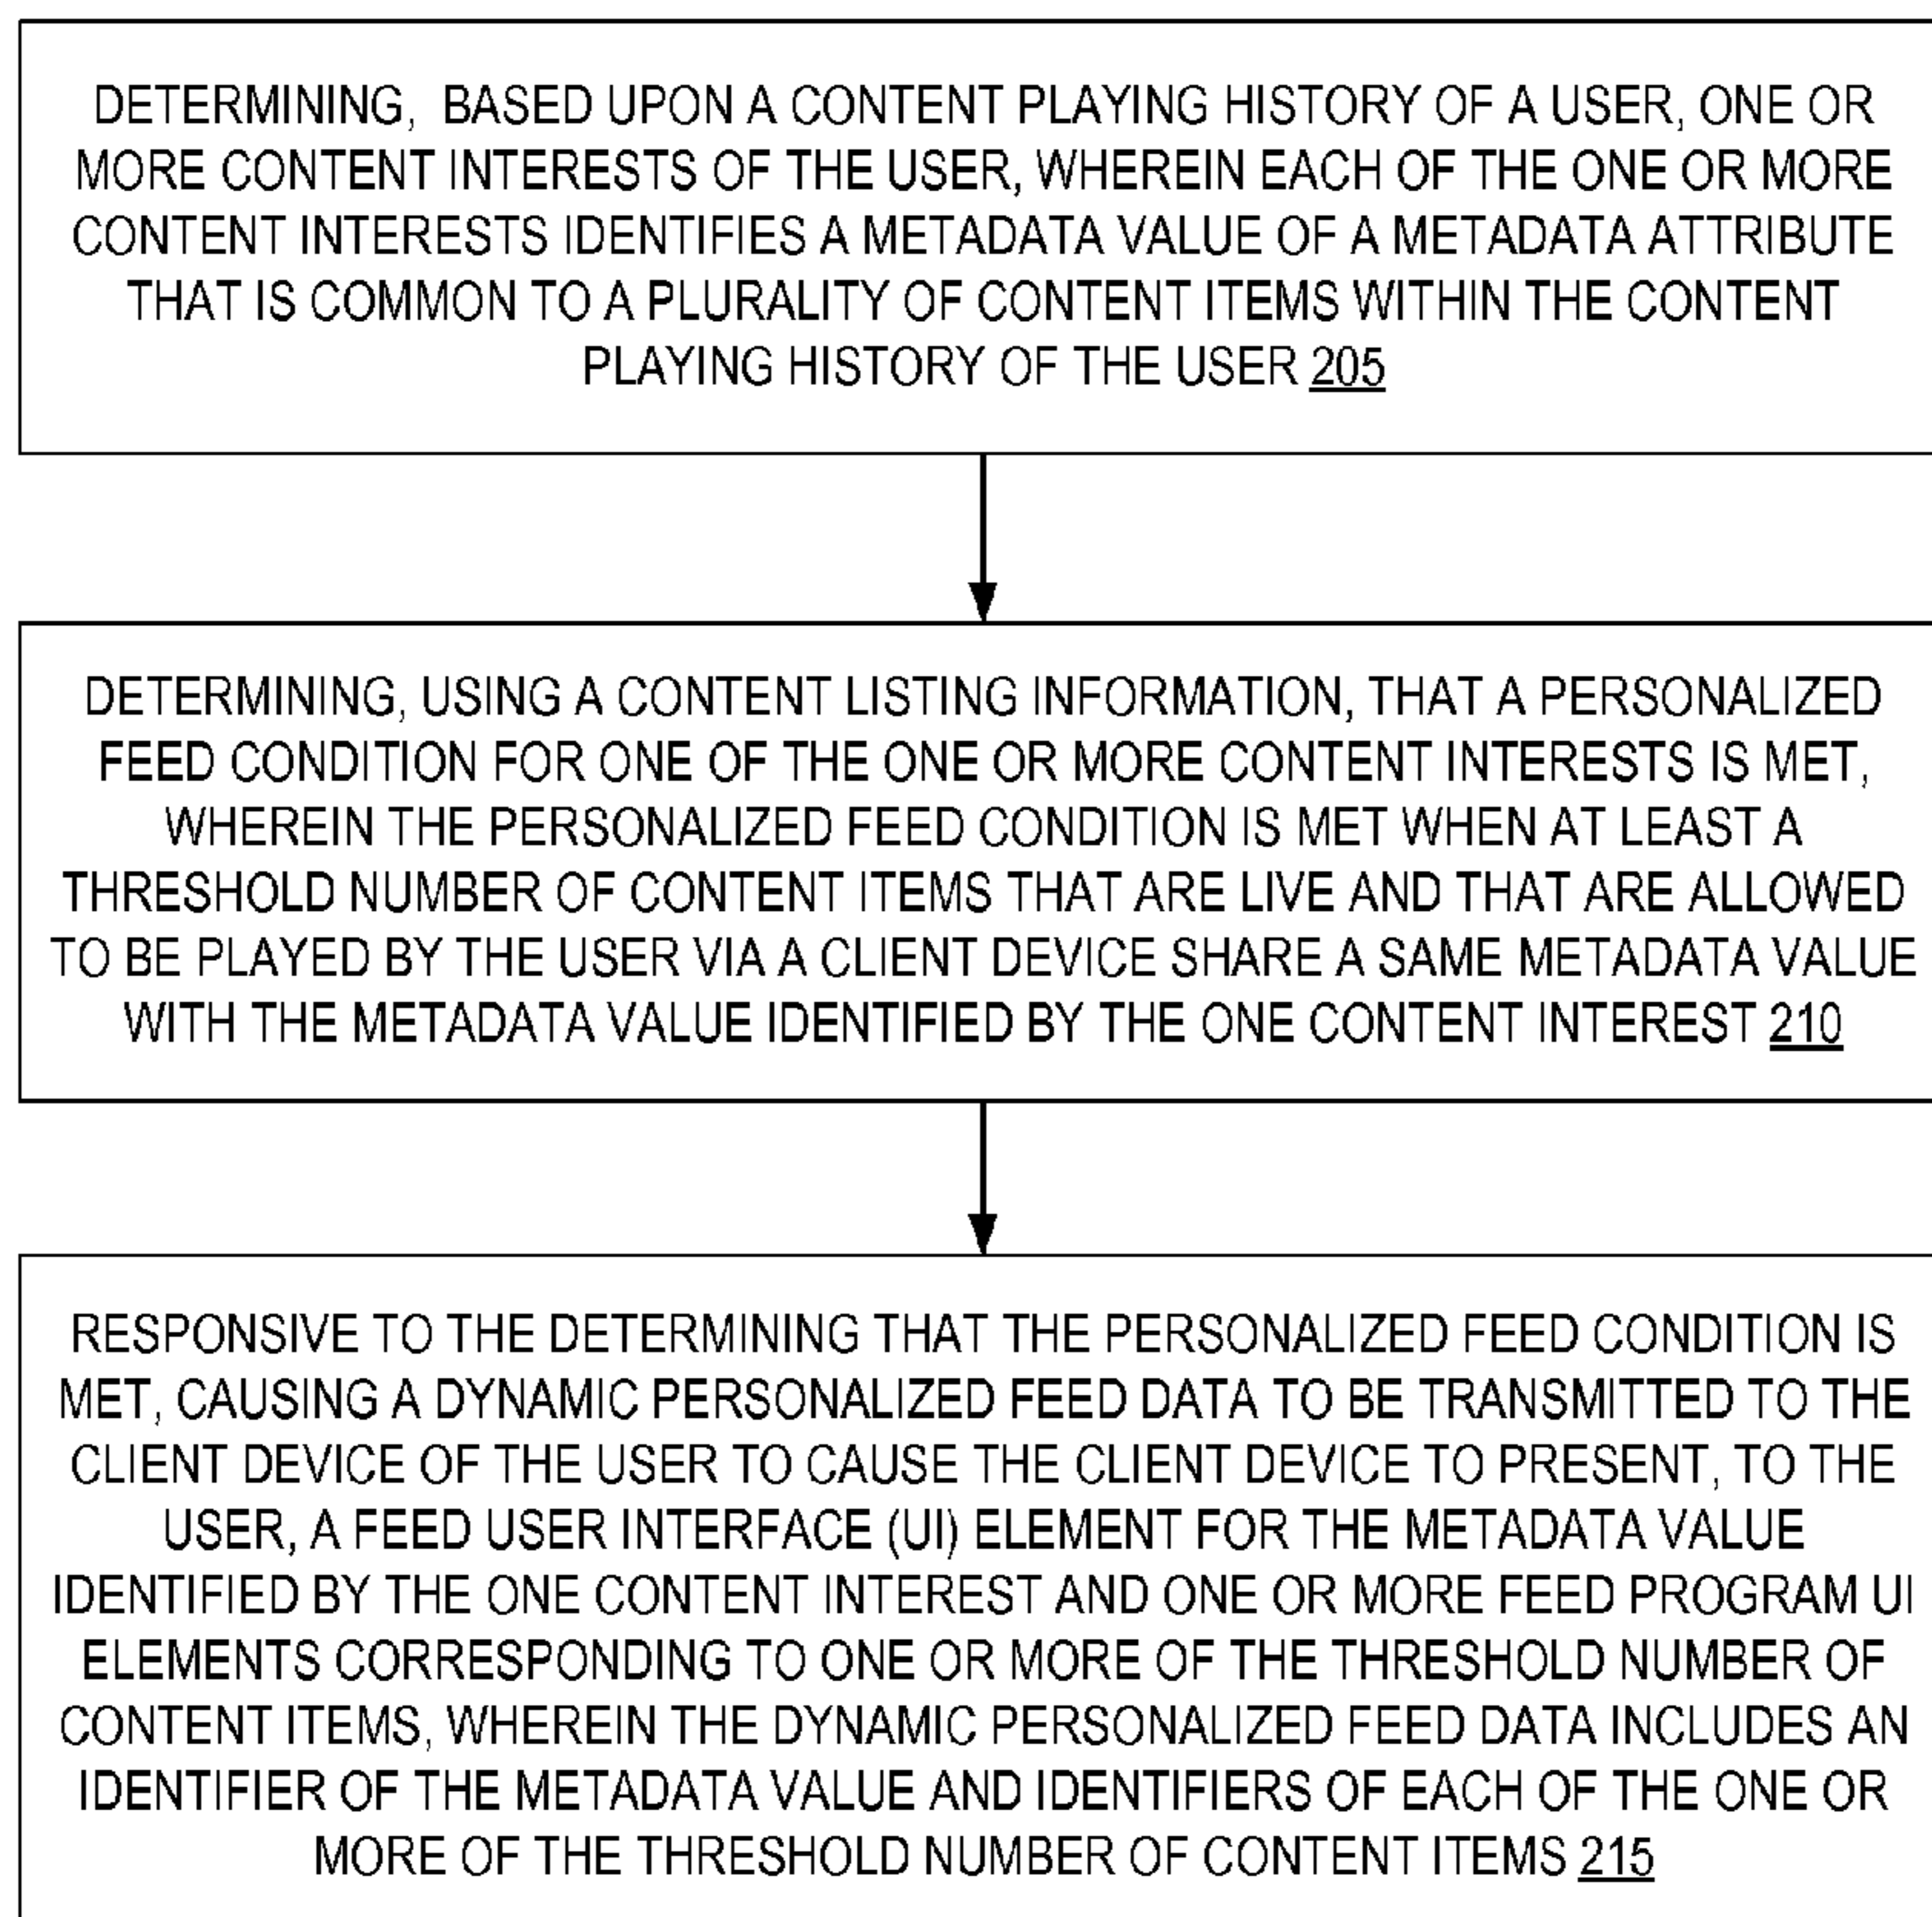 DETERMINING, BASED UPON A CONTENT PLAYING HISTORY OF A USER, ONE OR
MORE CONTENT INTERESTS OF THE USER, WHEREIN EACH OF THE ONE OR MORE
CONTENT INTERESTS IDENTIFIES A METADATA VALUE OF A METADATA ATTRIBUTE
THAT IS COMMON TO A PLURALITY OF CONTENT ITEMS WITHIN THE CONTENT
PLAYING HISTORY OF THE USER 205
DETERMINING, USING A CONTENT LISTING INFORMATION, THAT A PERSONALIZED
FEED CONDITION FOR ONE OF THE ONE OR MORE CONTENT INTERESTS IS MET,
WHEREIN THE PERSONALIZED FEED CONDITION IS MET WHEN AT LEAST A
THRESHOLD NUMBER OF CONTENT ITEMS THAT ARE LIVE AND THAT ARE ALLOWED
TO BE PLAYED BY THE USER VIA A CLIENT DEVICE SHARE A SAME METADATA VALUE
WITH THE METADATA VALUE IDENTIFIED BY THE ONE CONTENT INTEREST 210
RESPONSIVE TO THE DETERMINING THAT THE PERSONALIZED FEED CONDITION IS
MET, CAUSING A DYNAMIC PERSONALIZED FEED DATA TO BE TRANSMITTED TO THE
CLIENT DEVICE OF THE USER TO CAUSE THE CLIENT DEVICE TO PRESENT, TO THE
USER, A FEED USER INTERFACE (UI) ELEMENT FOR THE METADATA VALUE
IDENTIFIED BY THE ONE CONTENT INTEREST AND ONE OR MORE FEED PROGRAM UI
ELEMENTS CORRESPONDING TO ONE OR MORE OF THE THRESHOLD NUMBER OF
CONTENT ITEMS, WHEREIN THE DYNAMIC PERSONALIZED FEED DATA INCLUDES AN
IDENTIFIER OF THE METADATA VALUE AND IDENTIFIERS OF EACH OF THE ONE OR
MORE OF THE THRESHOLD NUMBER OF CONTENT ITEMS 215